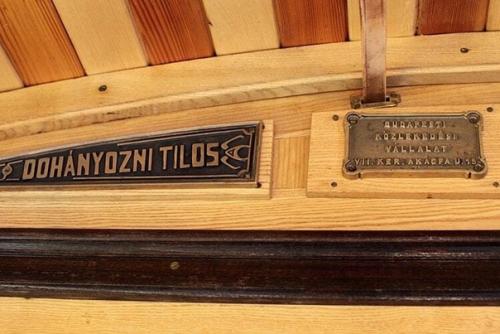 DOHÁNYOZNI TILOS
BUDAPESTI
KÖZLEKEDÉSI
VÁLLALAT
VII. KER. AKÁCFA U. 15